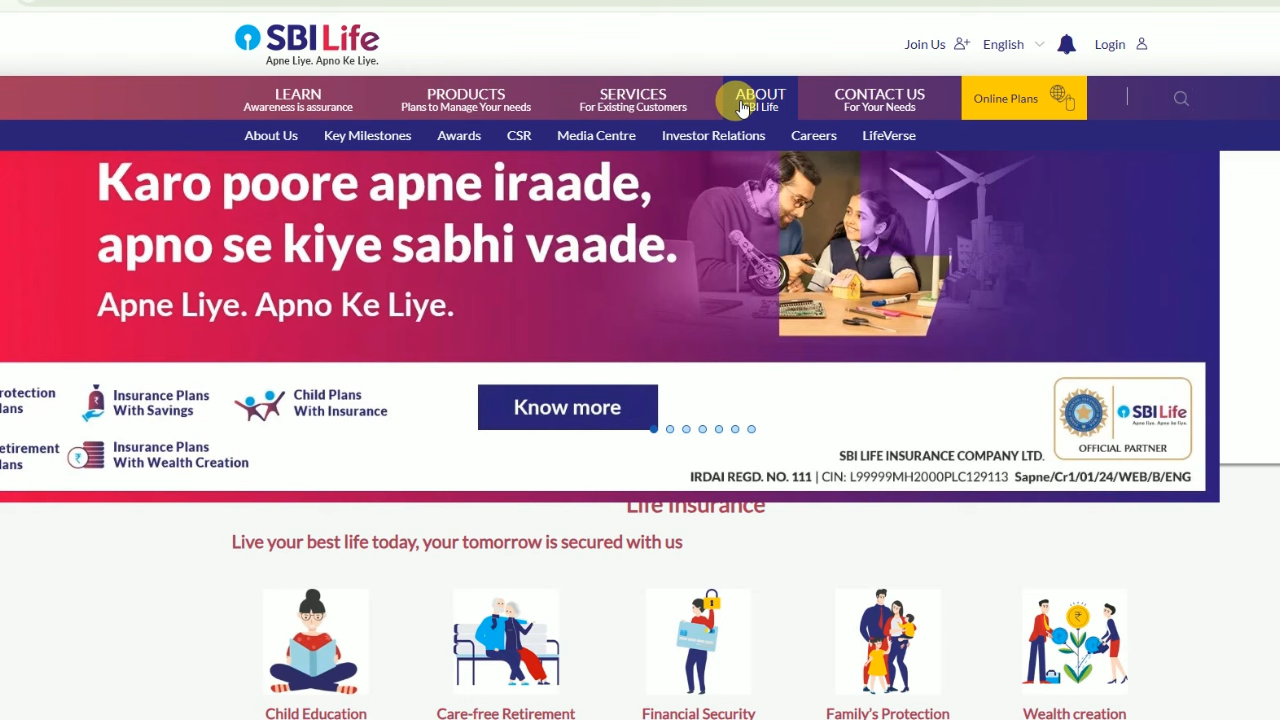 SBI Life
Apne Liye. Apno Ke Liye.
Join Us
English
Login
LEARN
Awareness is assurance
PRODUCTS
Plans to Manage Your needs
SERVICES
For Existing Customers
ABOUT
SBI Life
CONTACT US
For Your Needs
Online Plans
About Us
Key Milestones
Awards
CSR
Media Centre
Investor Relations
Careers
LifeVerse
Karo poore apne iraade,
apno se kiye sabhi vaade.
Apne Liye. Apno Ke Liye.
rotection
lans
Insurance Plans
With Savings
Child Plans
With Insurance
etirement
lans
Insurance Plans
With Wealth Creation
Know more
SBI Life
Apne Liye. Apno Ke Liye.
OFFICIAL PARTNER
SBI LIFE INSURANCE COMPANY LTD.
IRDAI REGD. NO. 111 | CIN: L99999MH2000PLC129113 Sapne/Cr1/01/24/WEB/B/ENG
Life Insurance
Live your best life today, your tomorrow is secured with us
Child Education
Care-free Retirement
Financial Security
Family's Protection
Wealth creation